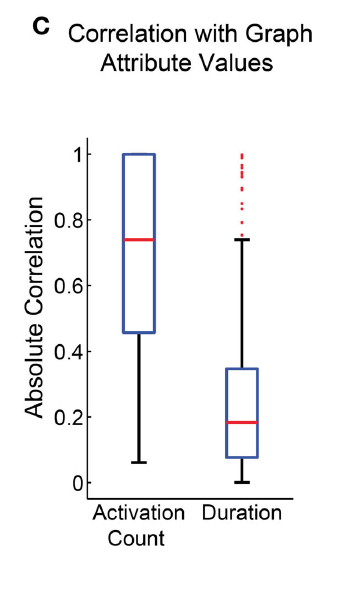 C Correlation with Graph
Attribute Values
Absolute Correlation
1
0.8
0.6
0.4
0.2
0
Activation Duration
Count